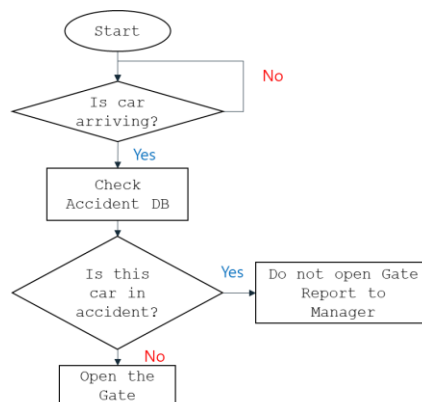 Start
No
Is car
arriving?
Yes
Check
Accident DB
Is this
car in
accident?
Yes
Do not open Gate
Report to
Manager
No
Open the
Gate